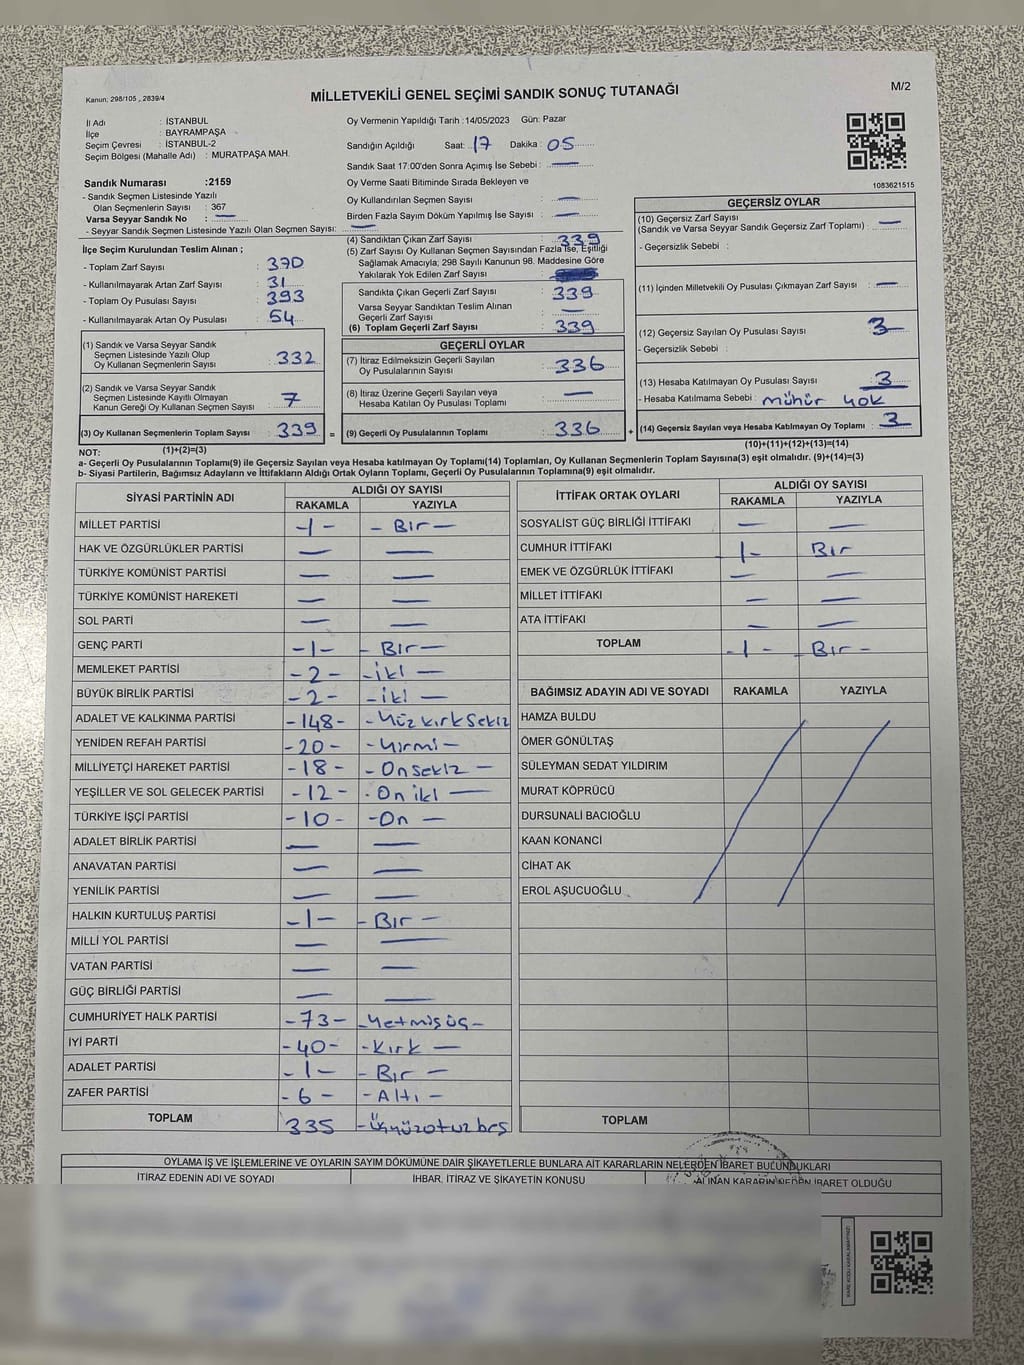 Kanun: 298/105 , 2839/4
MİLLETVEKİLİ GENEL SEÇİMİ SANDIK SONUÇ TUTANAĞI
M/2
İl Adı : İSTANBUL
İlçe : BAYRAMPAŞA
Seçim Çevresi : İSTANBUL-2
Seçim Bölgesi (Mahalle Adı) : MURATPAŞA MAH.
Oy Vermenin Yapıldığı Tarih : 14/05/2023 Gün: Pazar
Sandığın Açıldığı Saat: 17 Dakika : 05
Sandık Saat 17:00'den Sonra Açımış İse Sebebi : —
Oy Verme Saati Bitiminde Sırada Bekleyen ve
Oy Kullandırılan Seçmen Sayısı : —
Birden Fazla Sayım Döküm Yapılmış İse Sayısı : —
1083621515
Sandık Numarası :2159
- Sandık Seçmen Listesinde Yazılı
Olan Seçmenlerin Sayısı : 367
Varsa Seyyar Sandık No : —
- Seyyar Sandık Seçmen Listesinde Yazılı Olan Seçmen Sayısı: —
İlçe Seçim Kurulundan Teslim Alınan ;
- Toplam Zarf Sayısı : 370
- Kullanılmayarak Artan Zarf Sayısı : 31
- Toplam Oy Pusulası Sayısı : 393
- Kullanılmayarak Artan Oy Pusulası : 54
(1) Sandık ve Varsa Seyyar Sandık
Seçmen Listesinde Yazılı Olup
Oy Kullanan Seçmenlerin Sayısı : 332
(2) Sandık ve Varsa Seyyar Sandık
Seçmen Listesinde Kayıtlı Olmayan
Kanun Gereği Oy Kullanan Seçmen Sayısı : 7
(3) Oy Kullanan Seçmenlerin Toplam Sayısı : 339
(4) Sandıktan Çıkan Zarf Sayısı : 339
(5) Zarf Sayısı Oy Kullanan Seçmen Sayısından Fazla İse, Eşitliği
Sağlamak Amacıyla; 298 Sayılı Kanunun 98. Maddesine Göre
Yakılarak Yok Edilen Zarf Sayısı :
Sandıkta Çıkan Geçerli Zarf Sayısı : 339
Varsa Seyyar Sandıktan Teslim Alınan
Geçerli Zarf Sayısı : —
(6) Toplam Geçerli Zarf Sayısı : 339
GEÇERLİ OYLAR
(7) İtiraz Edilmeksizin Geçerli Sayılan
Oy Pusulalarının Sayısı : 336
(8) İtiraz Üzerine Geçerli Sayılan veya
Hesaba Katılan Oy Pusulası Toplamı : —
= (9) Geçerli Oy Pusulalarının Toplamı : 336 +
GEÇERSİZ OYLAR
(10) Geçersiz Zarf Sayısı
(Sandık ve Varsa Seyyar Sandık Geçersiz Zarf Toplamı) : —
- Geçersizlik Sebebi :
(11) İçinden Milletvekili Oy Pusulası Çıkmayan Zarf Sayısı : —
(12) Geçersiz Sayılan Oy Pusulası Sayısı : 3
- Geçersizlik Sebebi :
(13) Hesaba Katılmayan Oy Pusulası Sayısı : 3
- Hesaba Katılmama Sebebi : mühür yok
(14) Geçersiz Sayılan veya Hesaba Katılmayan Oy Toplamı : 3
NOT: (1)+(2)=(3)
(10)+(11)+(12)+(13)=(14)
a- Geçerli Oy Pusulalarının Toplamı(9) ile Geçersiz Sayılan veya Hesaba katılmayan Oy Toplamı(14) Toplamları, Oy Kullanan Seçmenlerin Toplam Sayısına(3) eşit olmalıdır. (9)+(14)=(3)
b- Siyasi Partilerin, Bağımsız Adayların ve İttifakların Aldığı Ortak Oyların Toplamı, Geçerli Oy Pusulalarının Toplamına(9) eşit olmalıdır.
SİYASİ PARTİNİN ADI
ALDIĞI OY SAYISI
RAKAMLA YAZIYLA
MİLLET PARTİSİ -1- - Bir -
HAK VE ÖZGÜRLÜKLER PARTİSİ — —
TÜRKİYE KOMÜNİST PARTİSİ — —
TÜRKİYE KOMÜNİST HAREKETİ — —
SOL PARTİ — —
GENÇ PARTİ -1- - Bir-
MEMLEKET PARTİSİ -2- -iki —
BÜYÜK BİRLİK PARTİSİ -2- -iki —
ADALET VE KALKINMA PARTİSİ -148- -Yüzkırksekiz
YENİDEN REFAH PARTİSİ -20- -Yirmi-
MİLLİYETÇİ HAREKET PARTİSİ -18- - Onsekiz -
YEŞİLLER VE SOL GELECEK PARTİSİ -12- - On iki —
TÜRKİYE İŞÇİ PARTİSİ -10- -On -
ADALET BİRLİK PARTİSİ — —
ANAVATAN PARTİSİ — —
YENİLİK PARTİSİ — —
HALKIN KURTULUŞ PARTİSİ -1- - Bir -
MİLLİ YOL PARTİSİ — —
VATAN PARTİSİ — —
GÜÇ BİRLİĞİ PARTİSİ — —
CUMHURİYET HALK PARTİSİ -73- -Yetmişüç-
İYİ PARTİ -40- -Kırk —
ADALET PARTİSİ -1- - Bir -
ZAFER PARTİSİ -6- - Altı -
TOPLAM 335 -Üçyüzotuzbeş
İTTİFAK ORTAK OYLARI
ALDIĞI OY SAYISI
RAKAMLA YAZIYLA
SOSYALİST GÜÇ BİRLİĞİ İTTİFAKI — —
CUMHUR İTTİFAKI -1- Bir
EMEK VE ÖZGÜRLÜK İTTİFAKI — —
MİLLET İTTİFAKI — —
ATA İTTİFAKI — —
TOPLAM -1- - Bir -
BAĞIMSIZ ADAYIN ADI VE SOYADI RAKAMLA YAZIYLA
HAMZA BULDU
ÖMER GÖNÜLTAŞ
SÜLEYMAN SEDAT YILDIRIM
MURAT KÖPRÜCÜ
DURSUNALİ BACIOĞLU
KAAN KONANCİ
CİHAT AK
EROL AŞUCUOĞLU
TOPLAM
OYLAMA İŞ VE İŞLEMLERİNE VE OYLARIN SAYIM DÖKÜMÜNE DAİR ŞİKAYETLERLE BUNLARA AİT KARARLARIN NELERDEN İBARET BULUNDUKLARI
İTİRAZ EDENİN ADI VE SOYADI İHBAR, İTİRAZ VE ŞİKAYETİN KONUSU ALINAN KARARIN NEDEN İBARET OLDUĞU
KARE KODU KARALAMAYINIZ!